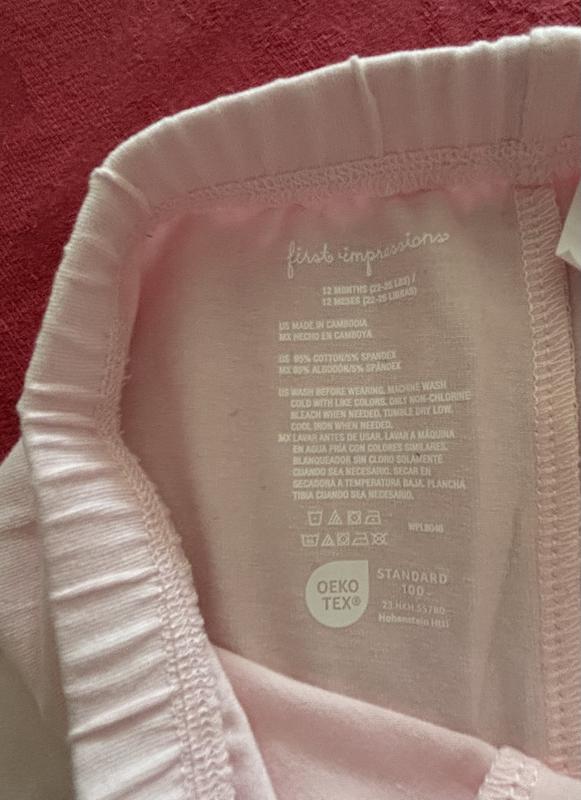 first impressions
12 MONTHS (22-25 LBS) /
12 MESES (22-25 LIBRAS)
US MADE IN CAMBODIA
MX HECHO EN CAMBOYA
US 95% COTTON/5% SPANDEX
MX 95% ALGODÓN/5% SPANDEX
US WASH BEFORE WEARING, MACHINE WASH
COLD WITH LIKE COLORS. ONLY NON-CHLORINE
BLEACH WHEN NEEDED. TUMBLE DRY LOW.
COOL IRON WHEN NEEDED.
MX LAVAR ANTES DE USAR. LAVAR A MÁQUINA
EN AGUA FRÍA CON COLORES SIMILARES.
BLANQUEADOR SIN CLORO SOLAMENTE
CUANDO SEA NECESARIO. SECAR EN
SECADORA A TEMPERATURA BAJA. PLANCHA
TIBIA CUANDO SEA NECESARIO.
OEKO
TEX®
STANDARD
100
Hohenstein HTTI